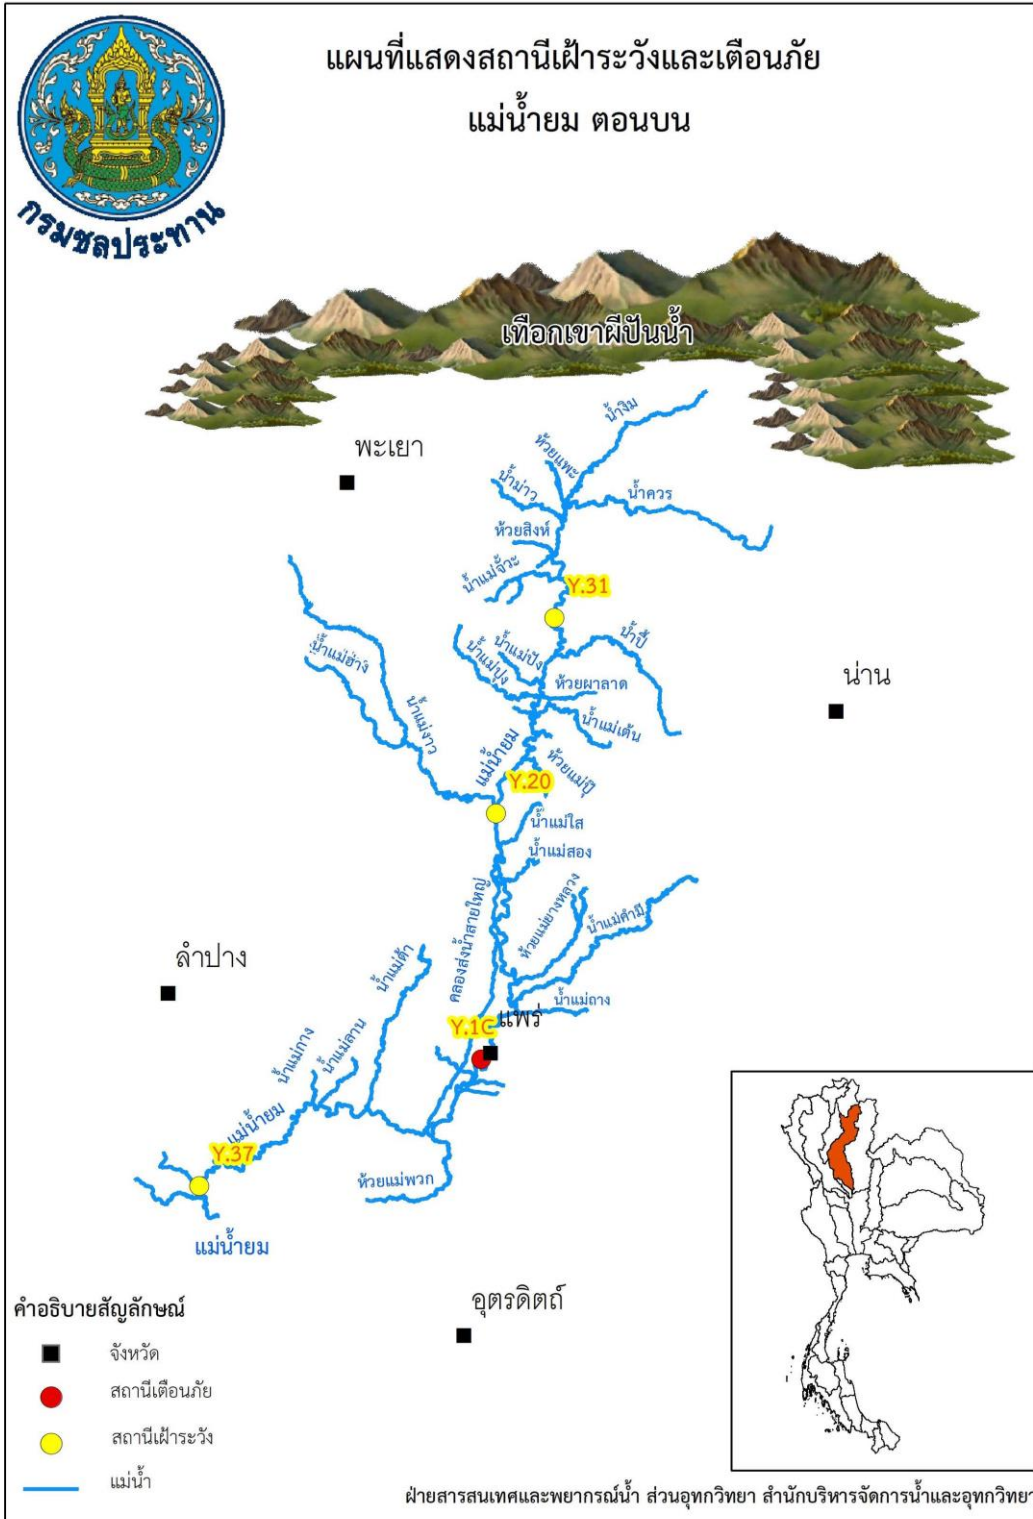 แผนที่แสดงสถานีเฝ้าระวังและเตือนภัย
แม่น้ำยม ตอนบน
กรมชลประทาน
เทือกเขาผีปันน้ำ
น้ำงิม
พะเยา
ห้วยแพะ
น้ำม่าว
น้ำควร
ห้วยสิงห์
น้ำแม่จั๊วะ
Y.31
น้ำปี้
น้ำแม่ปัง
น้ำแม่ปุง
น้ำแม่ฮ่าง
ห้วยผาลาด
น่าน
น้ำแม่งาว
น้ำแม่เต้น
แม่น้ำยม
ห้วยแม่ปุ๊
Y.20
น้ำแม่ใส
น้ำแม่สอง
คลองส่งน้ำสายใหญ่
ห้วยแม่ยางหลวง
น้ำแม่คำมี
ลำปาง
น้ำแม่ต้า
น้ำแม่ถาง
แพร่
Y.1C
น้ำแม่กาง
น้ำแม่ลาน
แม่น้ำยม
Y.37
ห้วยแม่พวก
แม่น้ำยม
อุตรดิตถ์
คำอธิบายสัญลักษณ์
จังหวัด
สถานีเตือนภัย
สถานีเฝ้าระวัง
แม่น้ำ
ฝ่ายสารสนเทศและพยากรณ์น้ำ ส่วนอุทกวิทยา สำนักบริหารจัดการน้ำและอุทกวิทยา